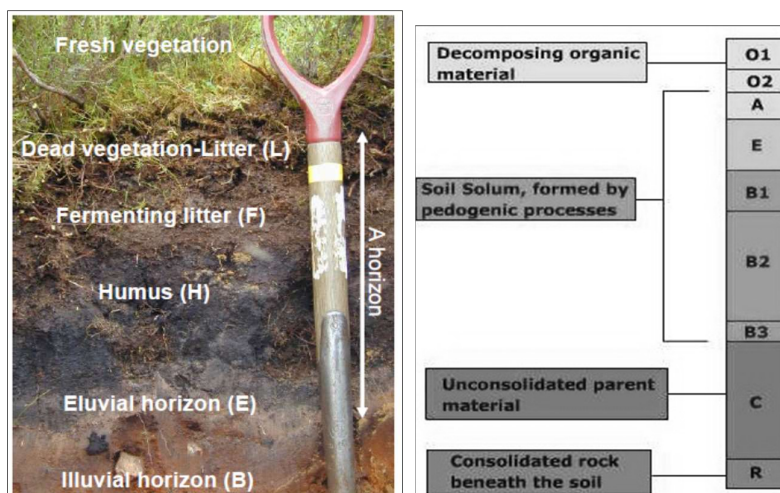 Fresh vegetation
Dead vegetation-Litter (L)
Fermenting litter (F)
A horizon
Humus (H)
Eluvial horizon (E)
Illuvial horizon (B)
Decomposing organic
material
Soil Solum, formed by
pedogenic processes
Unconsolidated parent
material
Consolidated rock
beneath the soil
O1
O2
A
E
B1
B2
B3
C
R